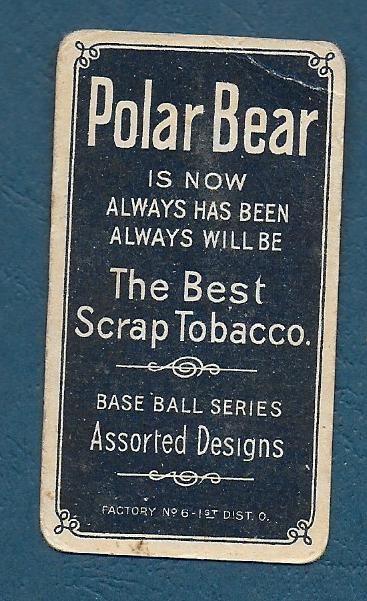 Polar Bear
IS NOW
ALWAYS HAS BEEN
ALWAYS WILL BE
The Best
Scrap Tobacco.
BASE BALL SERIES
Assorted Designs
FACTORY Nº 6-1ST DIST. O.